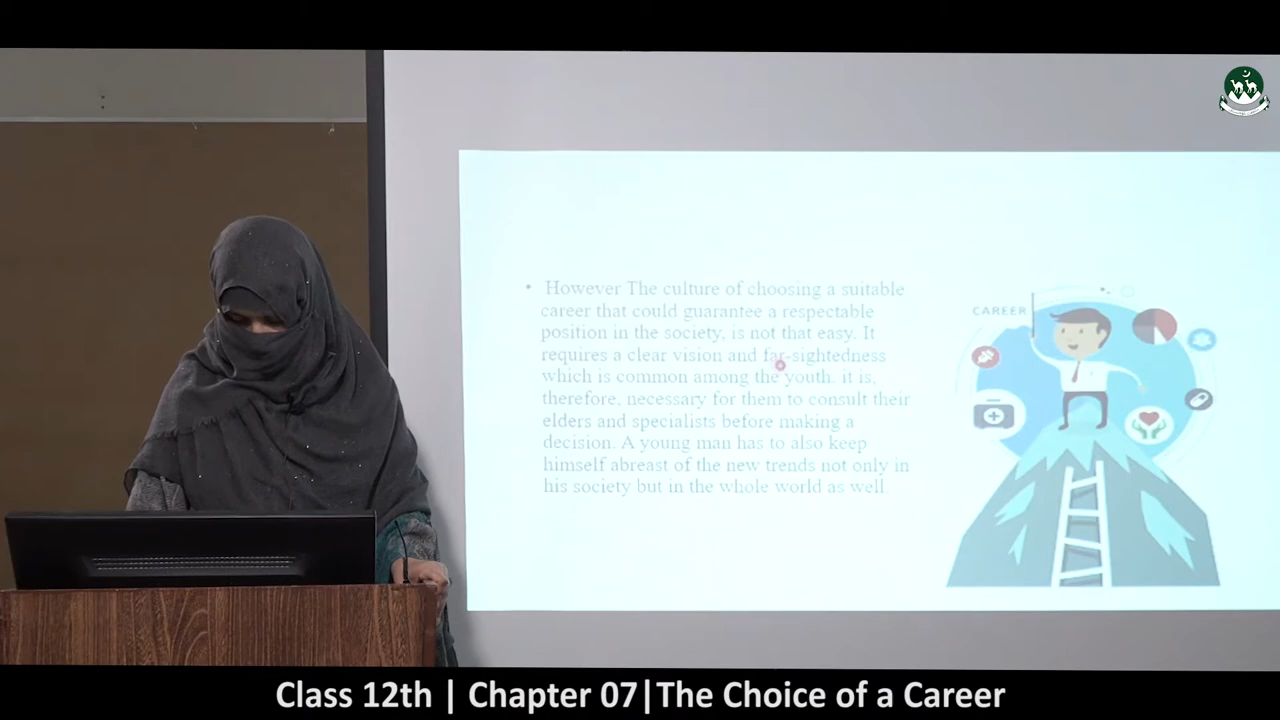 • However The culture of choosing a suitable
career that could guarantee a respectable
position in the society, is not that easy. It
requires a clear vision and far-sightedness
which is common among the youth. it is,
therefore, necessary for them to consult their
elders and specialists before making a
decision. A young man has to also keep
himself abreast of the new trends not only in
his society but in the whole world as well.
CAREER
Class 12th | Chapter 07|The Choice of a Career